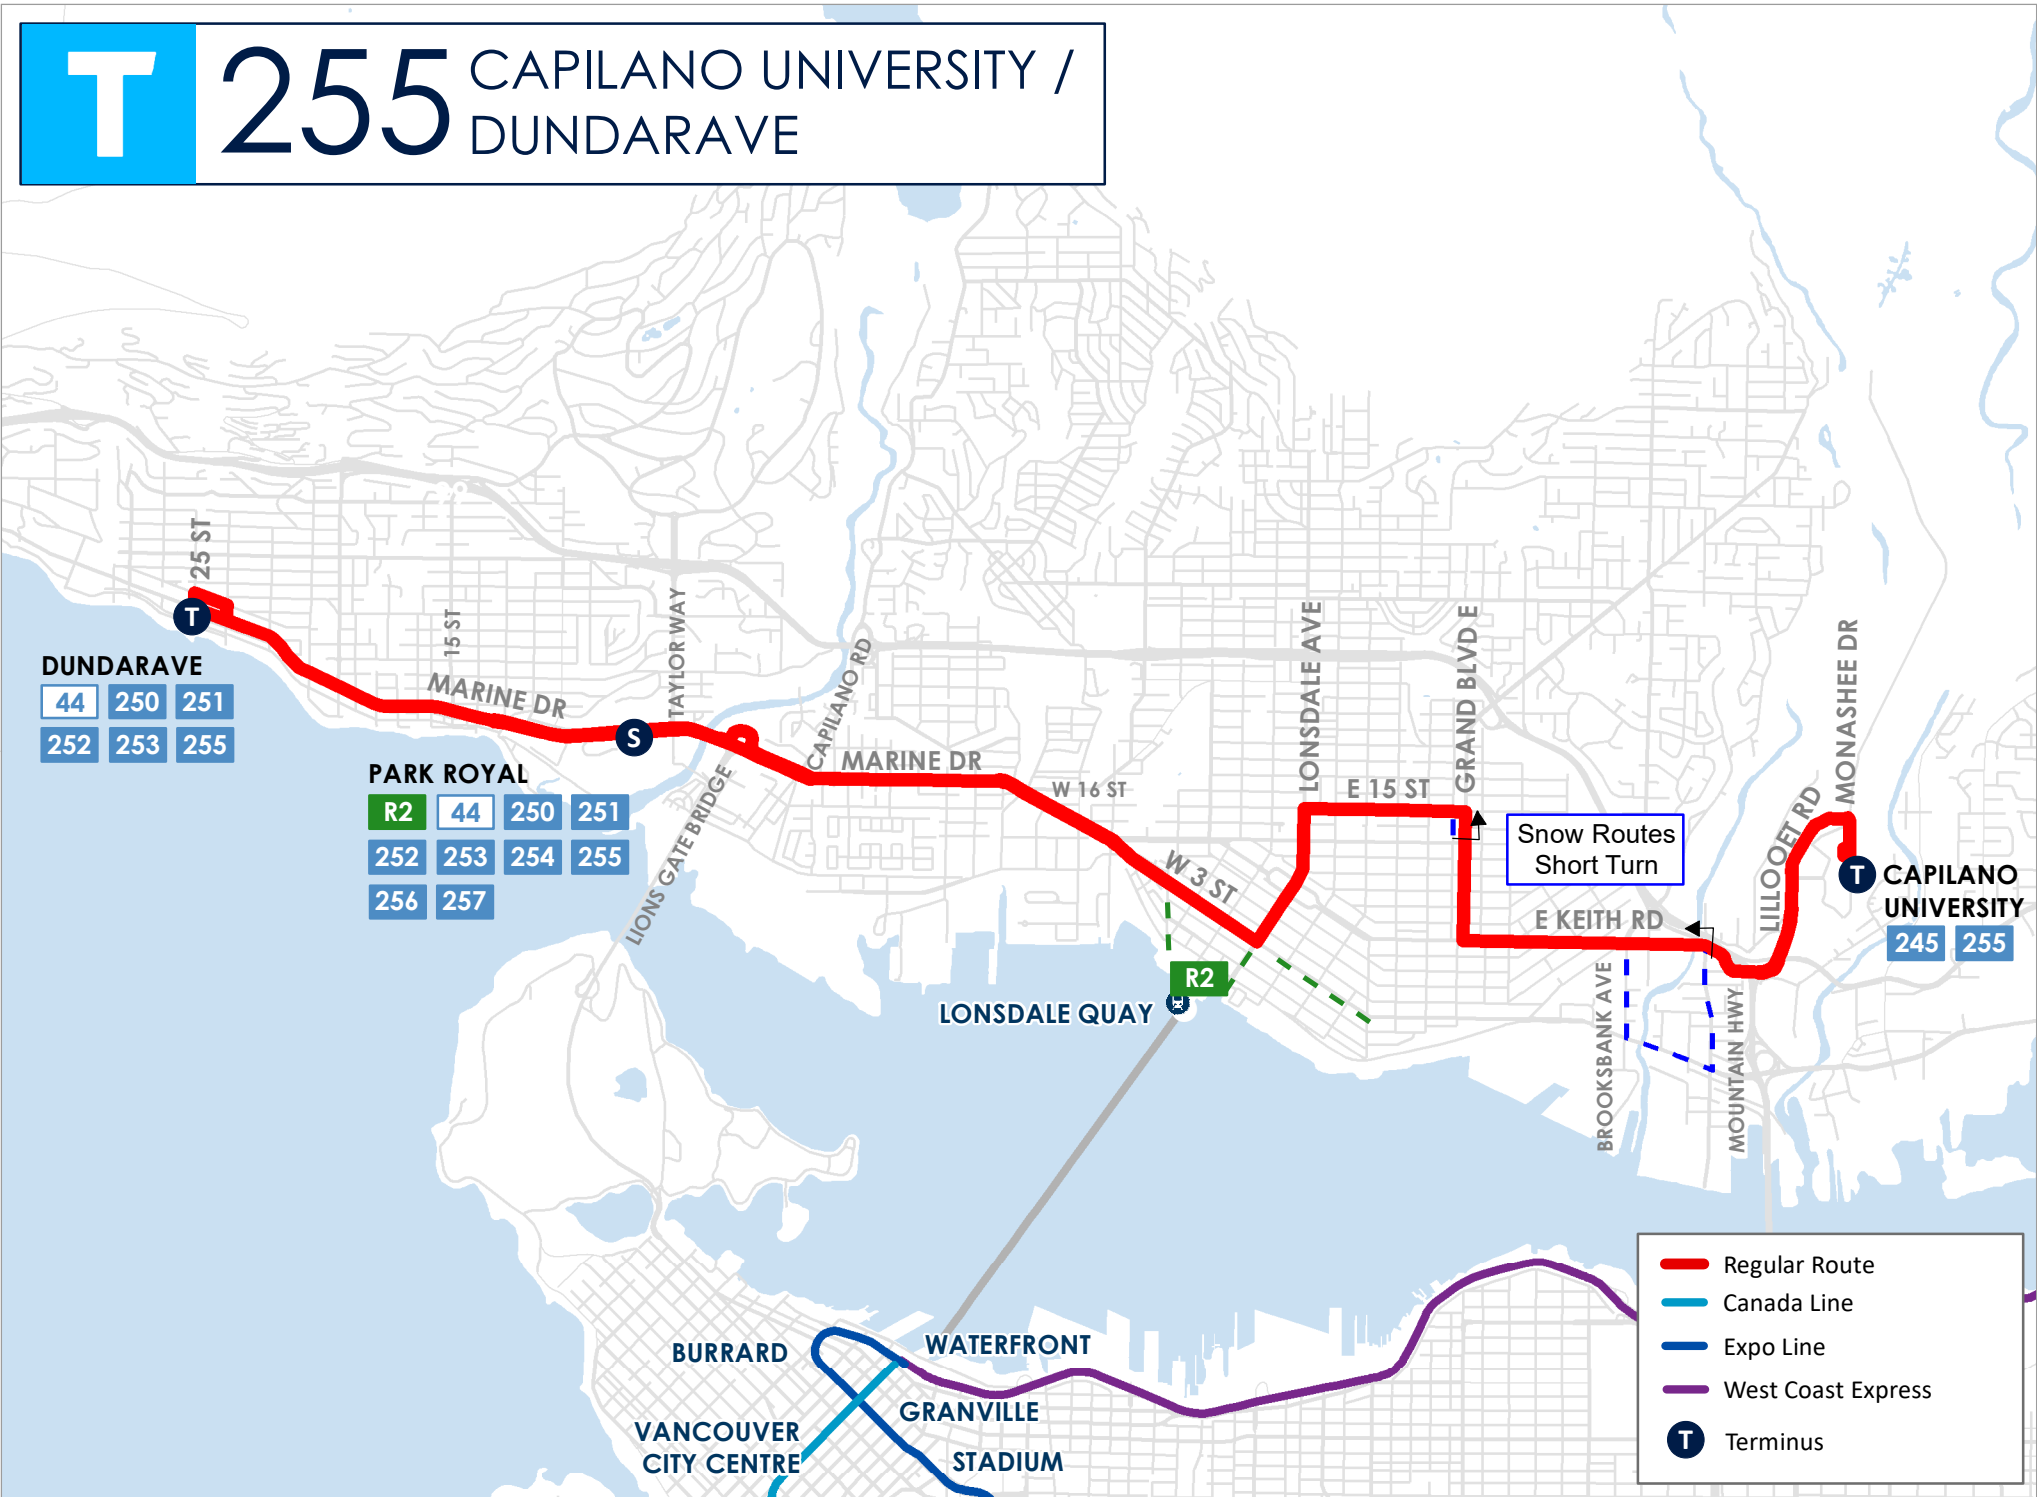 T
255
CAPILANO UNIVERSITY /
DUNDARAVE
25 ST
15 ST
MARINE DR
TAYLOR WAY
LIONS GATE BRIDGE
CAPILANO RD
MARINE DR
W 16 ST
W 3 ST
LONSDALE AVE
E 15 ST
GRAND BLVD E
E KEITH RD
BROOKSBANK AVE
MOUNTAIN HWY
LILLOOET RD
MONASHEE DR
Snow Routes
Short Turn
T
DUNDARAVE
44 250 251
252 253 255
S
PARK ROYAL
R2 44 250 251
252 253 254 255
256 257
R2
LONSDALE QUAY
T
CAPILANO
UNIVERSITY
245 255
BURRARD
WATERFRONT
GRANVILLE
VANCOUVER
CITY CENTRE
STADIUM
Regular Route
Canada Line
Expo Line
West Coast Express
T Terminus